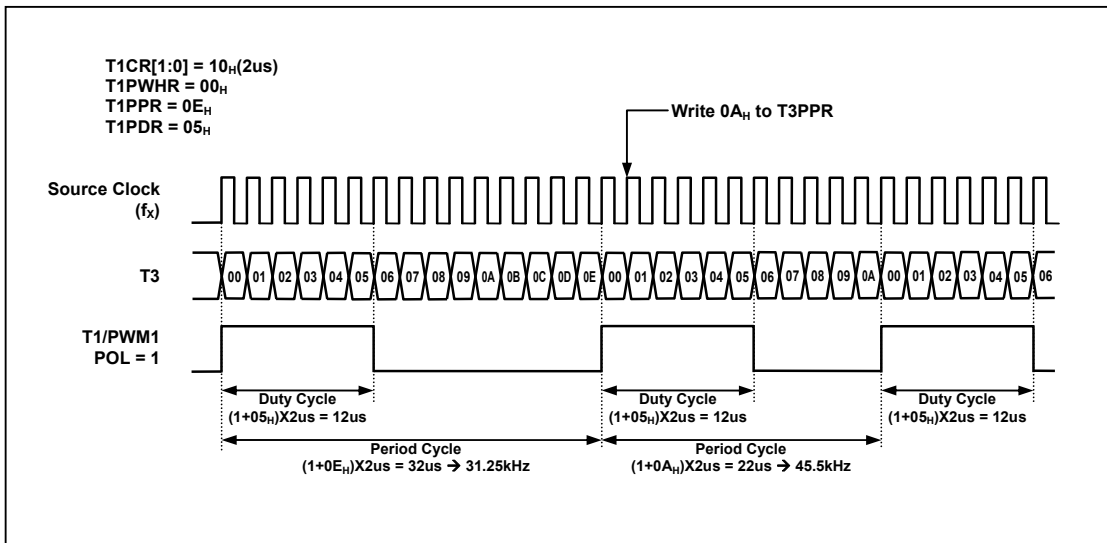 T1CR[1:0] = 10H(2us)
T1PWHR = 00H
T1PPR = 0EH
T1PDR = 05H
Write 0AH to T3PPR
Source Clock
(fX)
T3
00 01 02 03 04 05 06 07 08 09 0A 0B 0C 0D 0E 00 01 02 03 04 05 06 07 08 09 0A 00 01 02 03 04 05 06
T1/PWM1
POL = 1
Duty Cycle
(1+05H)X2us = 12us
Duty Cycle
(1+05H)X2us = 12us
Duty Cycle
(1+05H)X2us = 12us
Period Cycle
(1+0EH)X2us = 32us → 31.25kHz
Period Cycle
(1+0AH)X2us = 22us → 45.5kHz